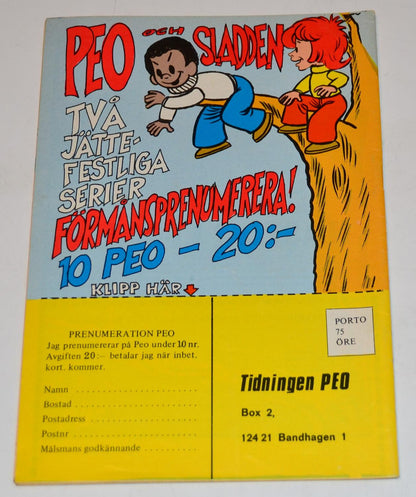 PEO OCH SLADDEN
TVÅ
JÄTTE-
FESTLIGA
SERIER
FÖRMÅNSPRENUMERERA!
10 PEO - 20:-
KLIPP HÄR
PRENUMERATION PEO
Jag prenumererar på Peo under 10 nr.
Avgiften 20:— betalar jag när inbet.
kort. kommer.
Namn
Bostad
Postadress
Postnr
Målsmans godkännande
PORTO
75
ÖRE
Tidningen PEO
Box 2,
124 21 Bandhagen 1